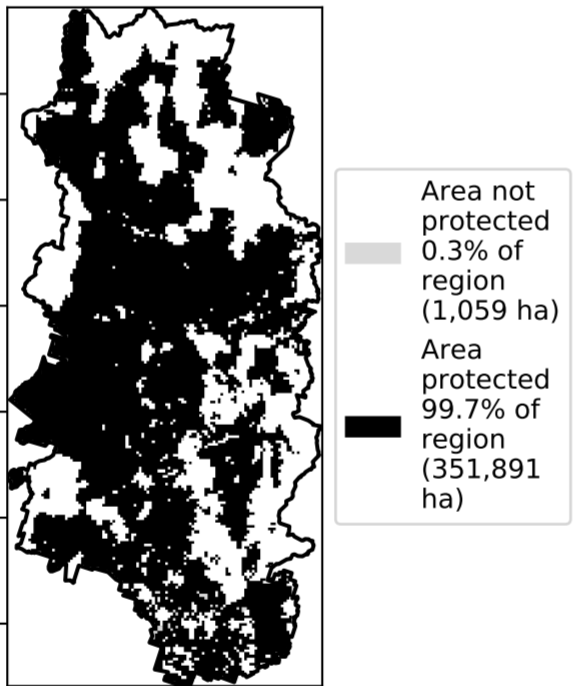 Area not
protected
0.3% of
region
(1,059 ha)
Area
protected
99.7% of
region
(351,891
ha)